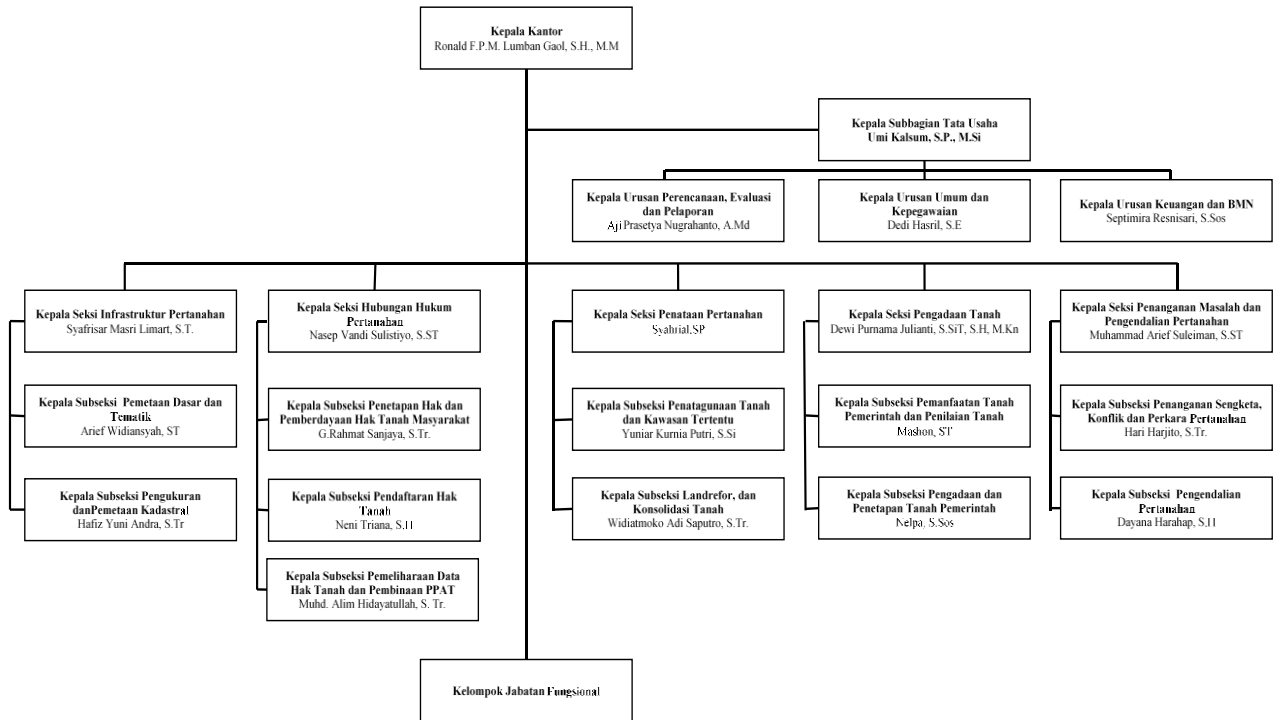 Kepala Kantor
Ronald F.P.M. Lumban Gaol, S.H., M.M
Kepala Subbagian Tata Usaha
Umi Kalsum, S.P., M.Si
Kepala Urusan Perencanaan, Evaluasi
dan Pelaporan
Aji Prasetya Nugrahanto, A.Md
Kepala Urusan Umum dan
Kepegawaian
Dedi Hasril, S.E
Kepala Urusan Keuangan dan BMN
Septimira Resnisari, S.Sos
Kepala Seksi Infrastruktur Pertanahan
Syafrisar Masri Limart, S.T.
Kepala Seksi Hubungan Hukum
Pertanahan
Nasep Vandi Sulistiyo, S.ST
Kepala Seksi Penataan Pertanahan
Syahrial,SP
Kepala Seksi Pengadaan Tanah
Dewi Purnama Julianti, S.SiT, S.H, M.Kn
Kepala Seksi Penanganan Masalah dan
Pengendalian Pertanahan
Muhammad Arief Suleiman, S.ST
Kepala Subseksi Pemetaan Dasar dan
Tematik
Arief Widiansyah, ST
Kepala Subseksi Penetapan Hak dan
Pemberdayaan Hak Tanah Masyarakat
G.Rahmat Sanjaya, S.Tr.
Kepala Subseksi Penatagunaan Tanah
dan Kawasan Tertentu
Yuniar Kurnia Putri, S.Si
Kepala Subseksi Pemanfaatan Tanah
Pemerintah dan Penilaian Tanah
Mashon, ST
Kepala Subseksi Penanganan Sengketa,
Konflik dan Perkara Pertanahan
Hari Harjito, S.Tr.
Kepala Subseksi Pengukuran
danPemetaan Kadastral
Hafiz Yuni Andra, S.Tr
Kepala Subseksi Pendaftaran Hak
Tanah
Neni Triana, S.H
Kepala Subseksi Landrefor, dan
Konsolidasi Tanah
Widiatmoko Adi Saputro, S.Tr.
Kepala Subseksi Pengadaan dan
Penetapan Tanah Pemerintah
Nelpa, S.Sos
Kepala Subseksi Pengendalian
Pertanahan
Dayana Harahap, S.H
Kepala Subseksi Pemeliharaan Data
Hak Tanah dan Pembinaan PPAT
Muhd. Alim Hidayatullah, S. Tr.
Kelompok Jabatan Fungsional